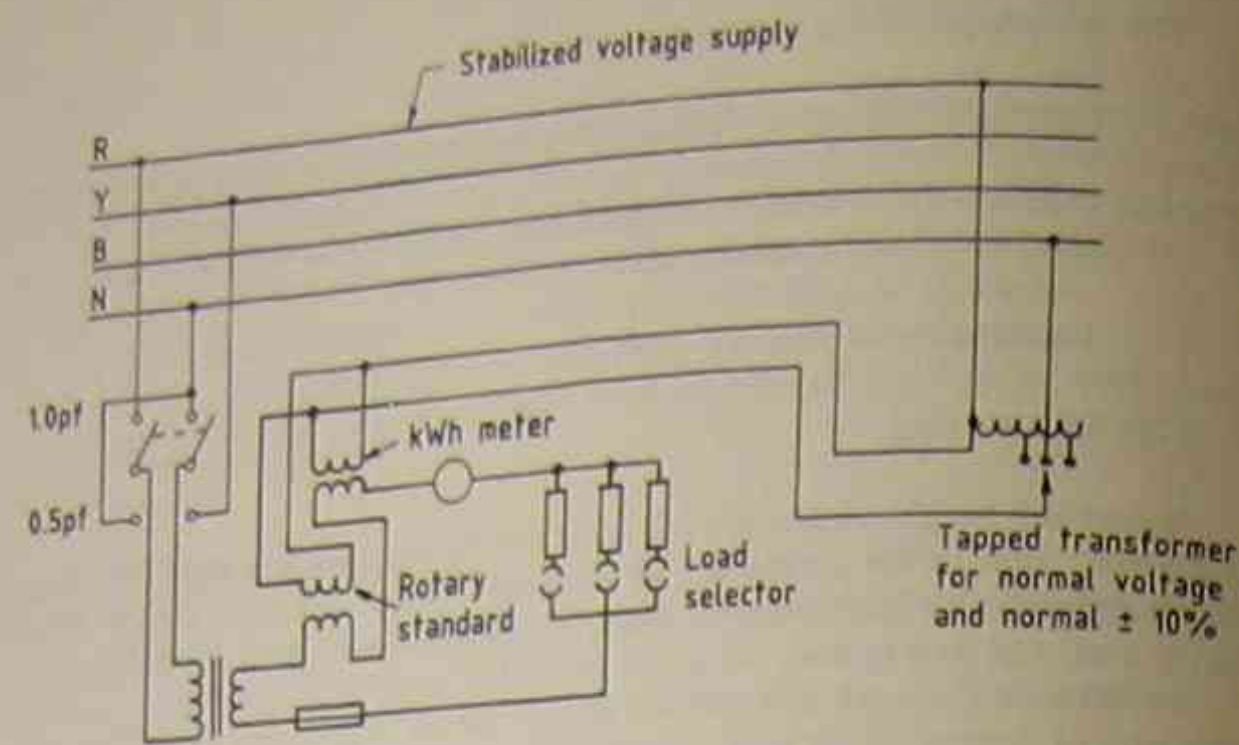 Stabilized voltage supply
R
Y
B
N
1.0pf
kWh meter
0.5pf
Rotary
standard
Load
selector
Tapped transformer
for normal voltage
and normal ± 10%